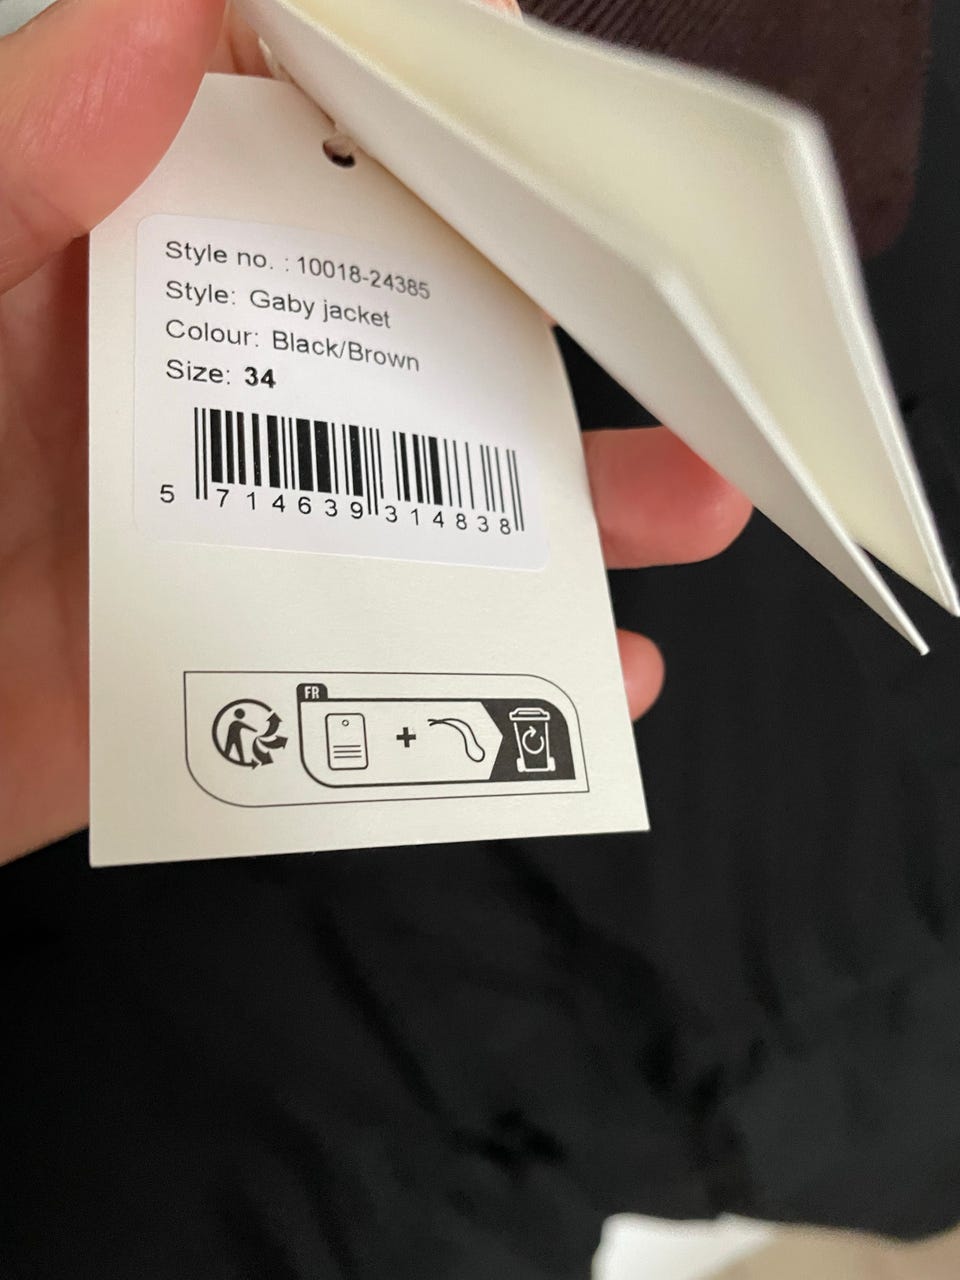 Style no. : 10018-24385
Style: Gaby jacket
Colour: Black/Brown
Size: 34
5 714639 314838
FR